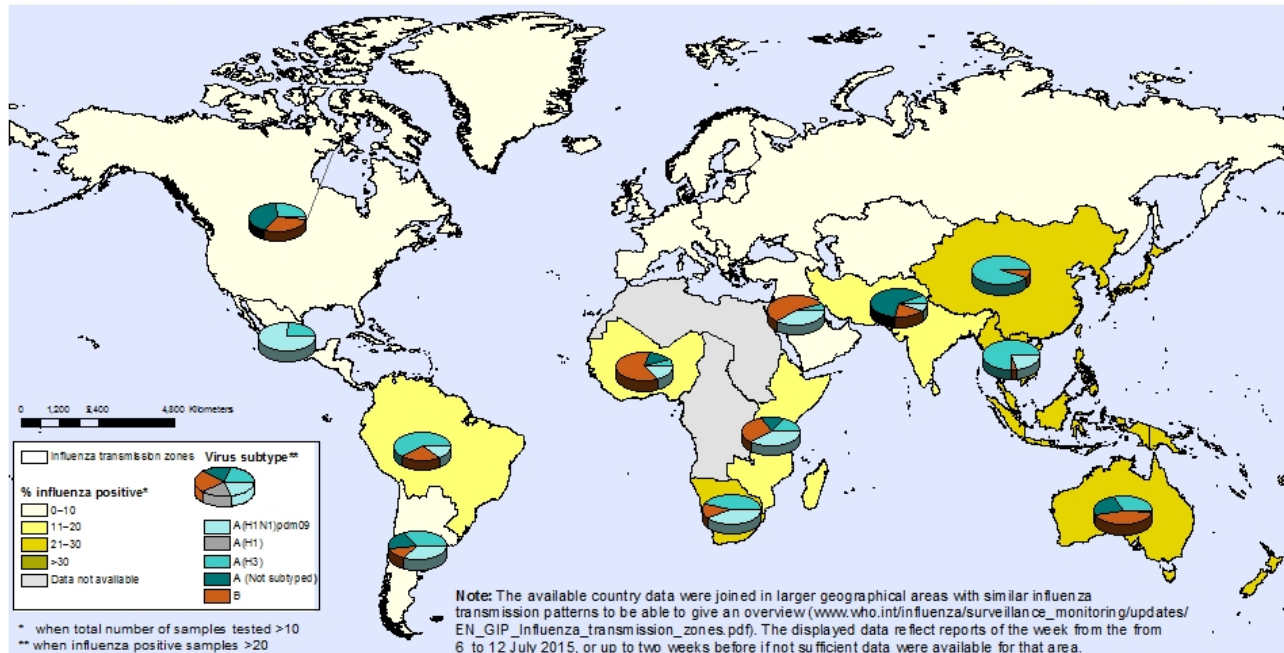 0 1,200 2,400 4,800 Kilometers
Influenza transmission zones
Virus subtype**
% influenza positive*
0–10
11–20
21–30
>30
Data not available
A(H1N1)pdm09
A(H1)
A(H3)
A (Not subtyped)
B
* when total number of samples tested >10
** when influenza positive samples >20
Note: The available country data were joined in larger geographical areas with similar influenza
transmission patterns to be able to give an overview (www.who.int/influenza/surveillance_monitoring/updates/
EN_GIP_Influenza_transmission_zones.pdf). The displayed data reflect reports of the week from the from
6 to 12 July 2015, or up to two weeks before if not sufficient data were available for that area.